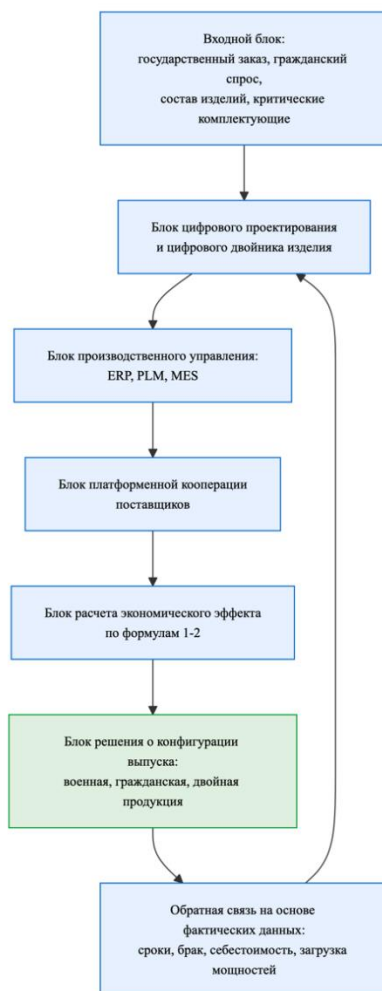 Входной блок:
государственный заказ, гражданский
спрос,
состав изделий, критические
комплектующие
Блок цифрового проектирования
и цифрового двойника изделия
Блок производственного управления:
ERP, PLM, MES
Блок платформенной кооперации
поставщиков
Блок расчета экономического эффекта
по формулам 1-2
Блок решения о конфигурации
выпуска:
военная, гражданская, двойная
продукция
Обратная связь на основе
фактических данных:
сроки, брак, себестоимость, загрузка
мощностей